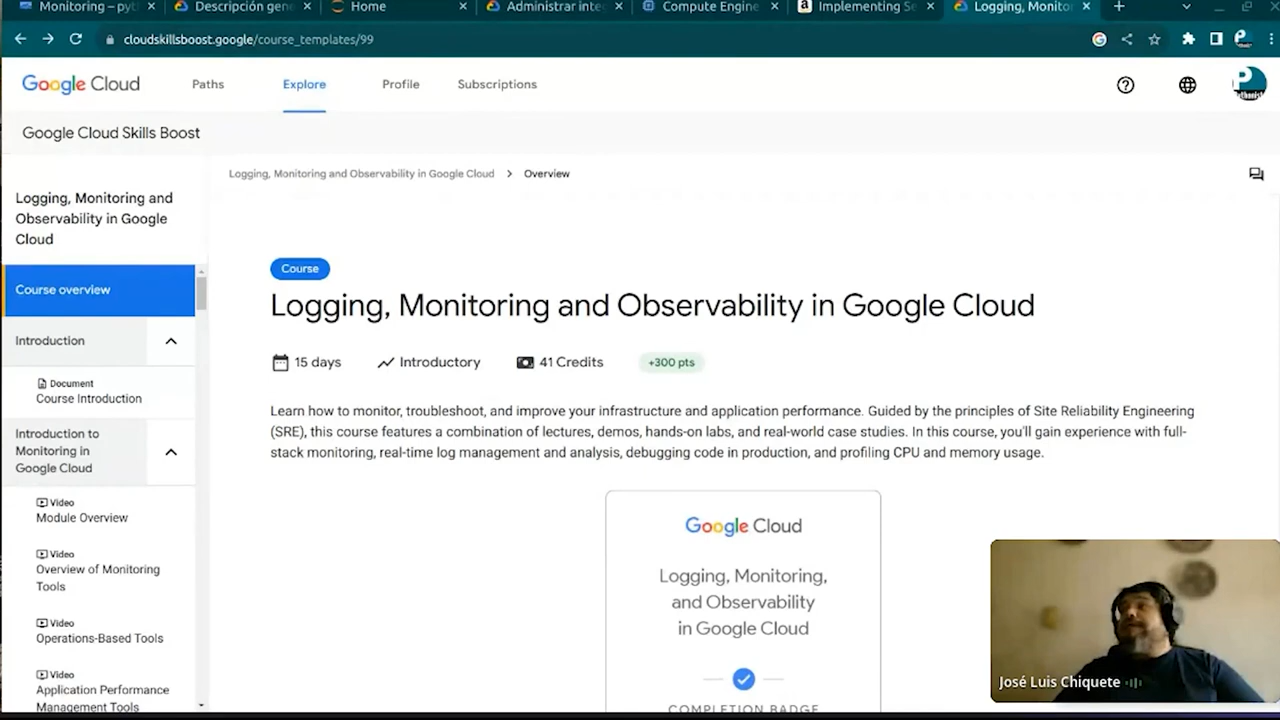 Monitoring – pyt
Descripción gene
Home
Administrar inte
Compute Engine
Implementing Se
Logging, Monito
cloudskillsboost.google/course_templates/99
Google Cloud
Paths
Explore
Profile
Subscriptions
Google Cloud Skills Boost
Logging, Monitoring and Observability in Google Cloud
Overview
Logging, Monitoring and
Observability in Google
Cloud
Course overview
Introduction
Document
Course Introduction
Introduction to
Monitoring in
Google Cloud
Video
Module Overview
Video
Overview of Monitoring
Tools
Video
Operations-Based Tools
Video
Application Performance
Management Tools
Course
Logging, Monitoring and Observability in Google Cloud
15 days
Introductory
41 Credits
+300 pts
Learn how to monitor, troubleshoot, and improve your infrastructure and application performance. Guided by the principles of Site Reliability Engineering
(SRE), this course features a combination of lectures, demos, hands-on labs, and real-world case studies. In this course, you'll gain experience with full-
stack monitoring, real-time log management and analysis, debugging code in production, and profiling CPU and memory usage.
Google Cloud
Logging, Monitoring,
and Observability
in Google Cloud
COMPLETION BADGE
José Luis Chiquete